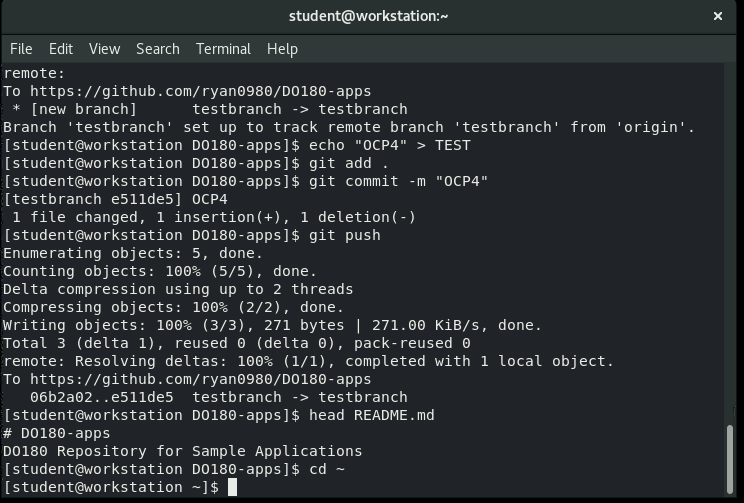 student@workstation:~
×
File Edit View Search Terminal Help
remote:
To https://github.com/ryan0980/DO180-apps
 * [new branch]      testbranch -> testbranch
Branch 'testbranch' set up to track remote branch 'testbranch' from 'origin'.
[student@workstation DO180-apps]$ echo "OCP4" > TEST
[student@workstation DO180-apps]$ git add .
[student@workstation DO180-apps]$ git commit -m "OCP4"
[testbranch e511de5] OCP4
 1 file changed, 1 insertion(+), 1 deletion(-)
[student@workstation DO180-apps]$ git push
Enumerating objects: 5, done.
Counting objects: 100% (5/5), done.
Delta compression using up to 2 threads
Compressing objects: 100% (2/2), done.
Writing objects: 100% (3/3), 271 bytes | 271.00 KiB/s, done.
Total 3 (delta 1), reused 0 (delta 0), pack-reused 0
remote: Resolving deltas: 100% (1/1), completed with 1 local object.
To https://github.com/ryan0980/DO180-apps
   06b2a02..e511de5  testbranch -> testbranch
[student@workstation DO180-apps]$ head README.md
# DO180-apps
DO180 Repository for Sample Applications
[student@workstation DO180-apps]$ cd ~
[student@workstation ~]$